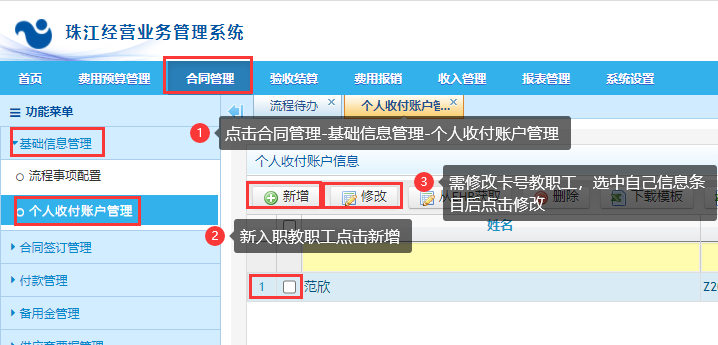 珠江经营业务管理系统
首页 费用预算管理 合同管理 验收结算 费用报销 收入管理 报表管理 系统设置
功能菜单
流程待办 × 个人收付账户管... ×
基础信息管理
1 点击合同管理-基础信息管理-个人收付账户管理
个人收付账户信息
流程事项配置
3 需修改卡号教职工，选中自己信息条
目后点击修改
新增 修改 删除 下载模板
个人收付账户管理
2 新入职教职工点击新增
姓名
合同签订管理
付款管理
1 范欣 Z20
备用金管理